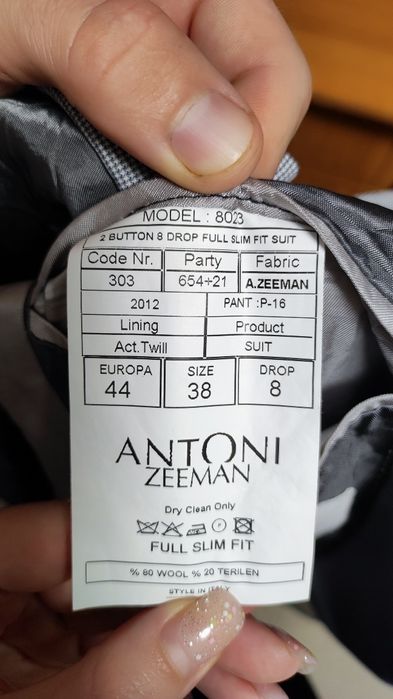 MODEL : 8023
2 BUTTON 8 DROP FULL SLIM FIT SUIT
Code Nr. Party Fabric
303 654÷21 A.ZEEMAN
2012 PANT :P-16
Lining Product
Act.Twill SUIT
EUROPA SIZE DROP
44 38 8
ANTONI
ZEEMAN
Dry Clean Only
FULL SLIM FIT
% 80 WOOL % 20 TERILEN
STYLE IN ITALY